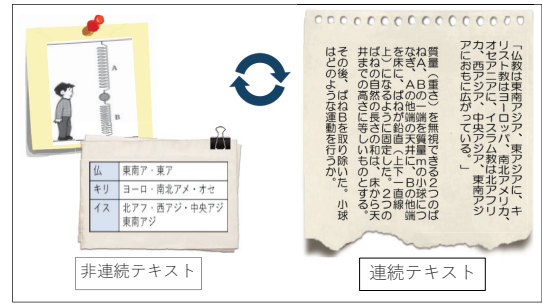 A
B
仏 東南ア・東ア
キリ ヨーロ・南北アメ・オセ
イス 北アフ・西アジ・中央アジ
東南アジ
非連続テキスト
「仏教は東南アジア、東アジアに、キ
リスト教はヨーロッパ、南北アメリカ、
オセアニアに、イスラム教は北アフリ
カ、西アジア、中央アジア、東南アジ
アにおもに広がっている。」
質量（重さ）を無視できる２つのば
ねA、Bの一端を質量ｍの小球につ
なぎ、Aの他端の天井に、Bの他端
を床に、ばねが鉛直（上下一直線
上）になるように固定した。２つの
ばねの自然の長さの和は、床から天
井までの高さに等しいものとする。
その後、ばねBを取り除いた。小球
はどのような運動を行うか。
連続テキスト